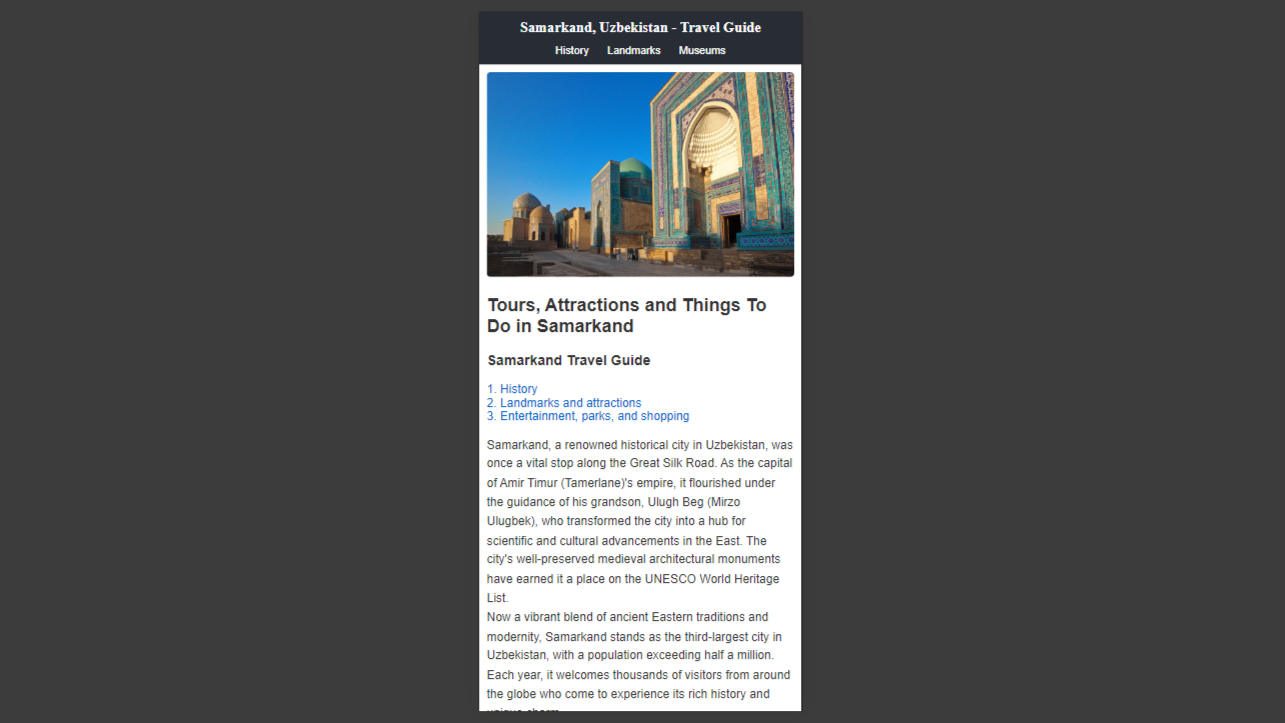 Samarkand, Uzbekistan - Travel Guide
History Landmarks Museums
Tours, Attractions and Things To
Do in Samarkand
Samarkand Travel Guide
1. History
2. Landmarks and attractions
3. Entertainment, parks, and shopping
Samarkand, a renowned historical city in Uzbekistan, was
once a vital stop along the Great Silk Road. As the capital
of Amir Timur (Tamerlane)'s empire, it flourished under
the guidance of his grandson, Ulugh Beg (Mirzo
Ulugbek), who transformed the city into a hub for
scientific and cultural advancements in the East. The
city's well-preserved medieval architectural monuments
have earned it a place on the UNESCO World Heritage
List.
Now a vibrant blend of ancient Eastern traditions and
modernity, Samarkand stands as the third-largest city in
Uzbekistan, with a population exceeding half a million.
Each year, it welcomes thousands of visitors from around
the globe who come to experience its rich history and